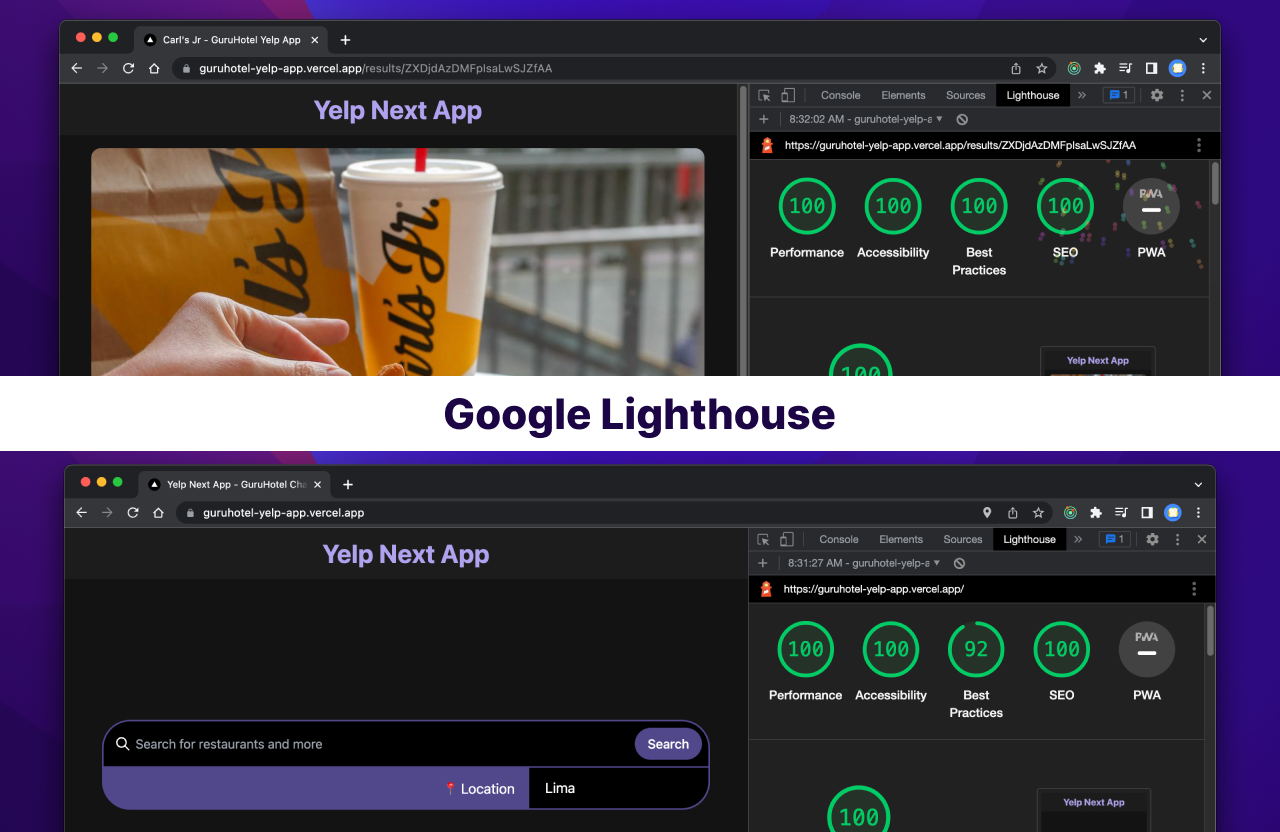 Carl's Jr - GuruHotel Yelp App
guruhotel-yelp-app.vercel.app/results/ZXDjdAzDMFpIsaLwSJZfAA
Yelp Next App
Console Elements Sources Lighthouse 1
8:32:02 AM - guruhotel-yelp-a
https://guruhotel-yelp-app.vercel.app/results/ZXDjdAzDMFpIsaLwSJZfAA
100 100 100 100 PWA
Performance Accessibility Best Practices SEO PWA
100
Yelp Next App
Carl's Jr.
Google Lighthouse
Yelp Next App - GuruHotel Cha
guruhotel-yelp-app.vercel.app
Yelp Next App
Console Elements Sources Lighthouse 1
8:31:27 AM - guruhotel-yelp-a
https://guruhotel-yelp-app.vercel.app/
100 100 92 100 PWA
Performance Accessibility Best Practices SEO PWA
Search for restaurants and more Search
Location Lima
100
Yelp Next App